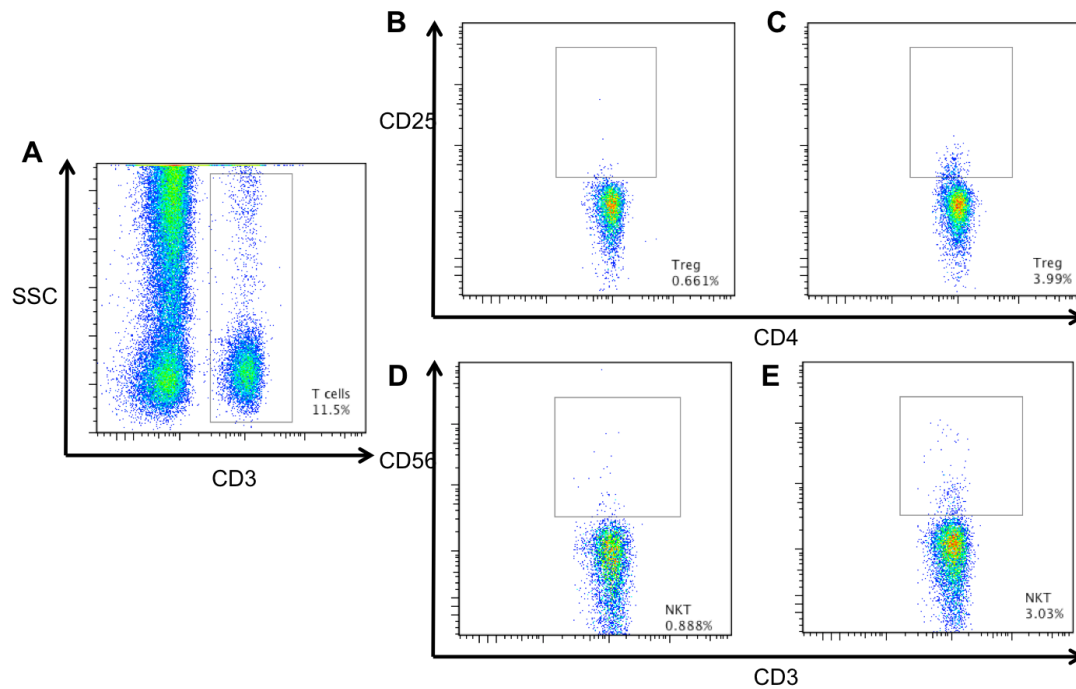 A
SSC
T cells
11.5%
CD3
B
CD25
Treg
0.661%
C
Treg
3.99%
CD4
D
CD56
NKT
0.888%
E
NKT
3.03%
CD3